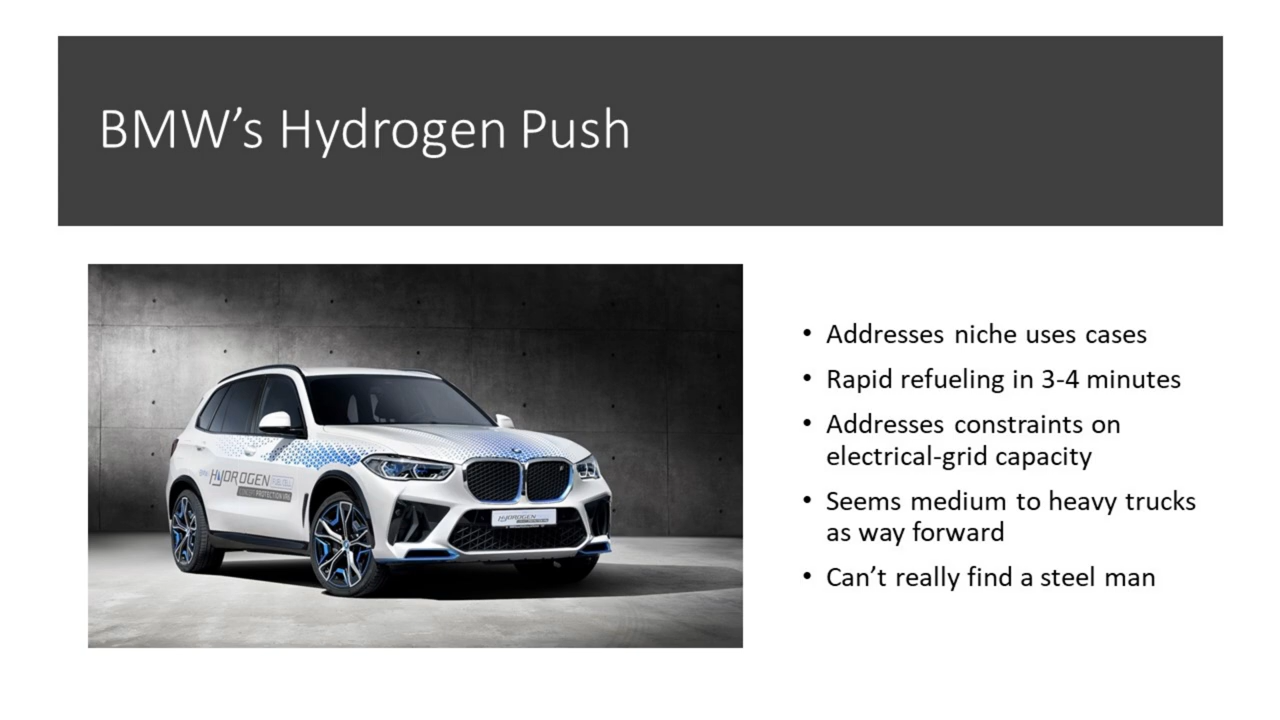 BMW's Hydrogen Push
• Addresses niche uses cases
• Rapid refueling in 3-4 minutes
• Addresses constraints on
electrical-grid capacity
• Seems medium to heavy trucks
as way forward
• Can't really find a steel man
HYDROGEN
HYDROGEN